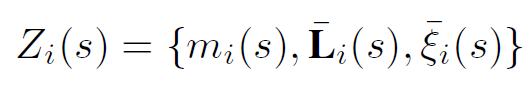 Z_i(s) = {m_i(s), \bar{𝐋}_i(s), \bar{ξ}_i(s)}